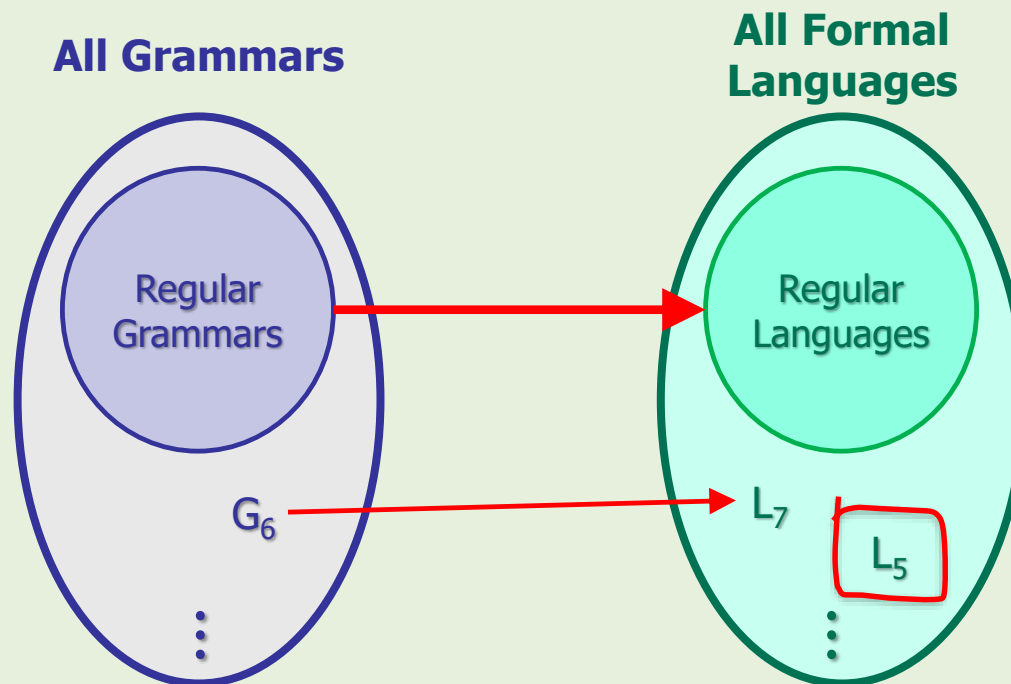 All Grammars
All Formal
Languages
Regular
Grammars
Regular
Languages
G₆
L₇
L₅
⋮
⋮